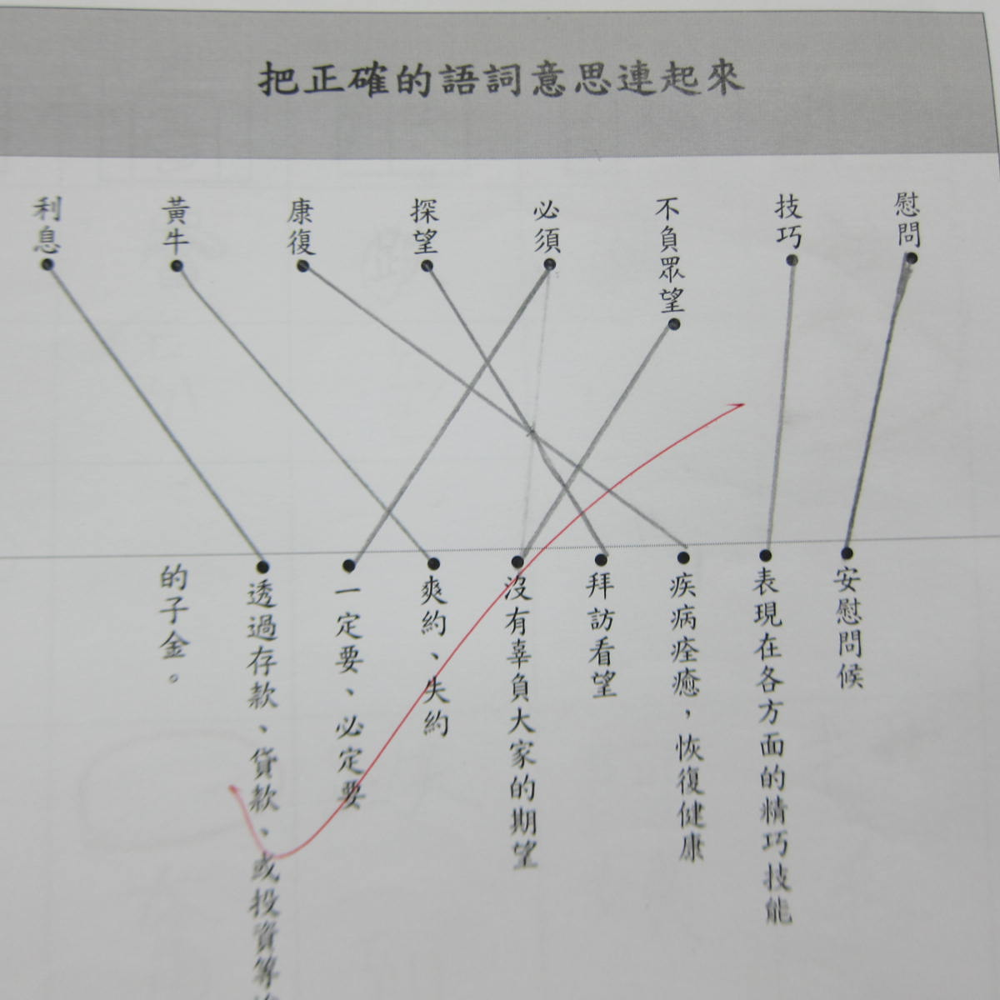 把正確的語詞意思連起來
慰問
技巧
不負眾望
必須
探望
康復
黃牛
利息
安慰問候
表現在各方面的精巧技能
疾病痊癒，恢復健康
拜訪看望
沒有辜負大家的期望
爽約、失約
一定要、必定要
透過存款、貸款、或投資等
的子金。